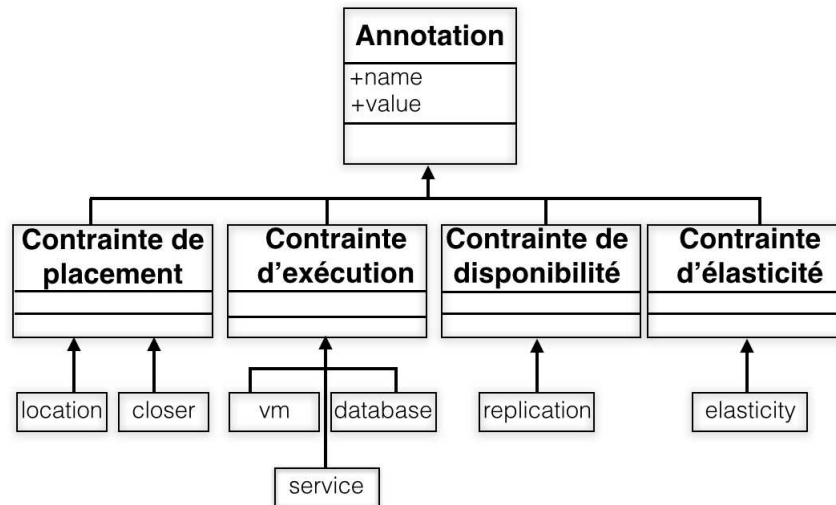 Annotation
+name
+value
Contrainte de
placement
Contrainte
d'exécution
Contrainte de
disponibilité
Contrainte
d'élasticité
location
closer
vm
database
replication
elasticity
service